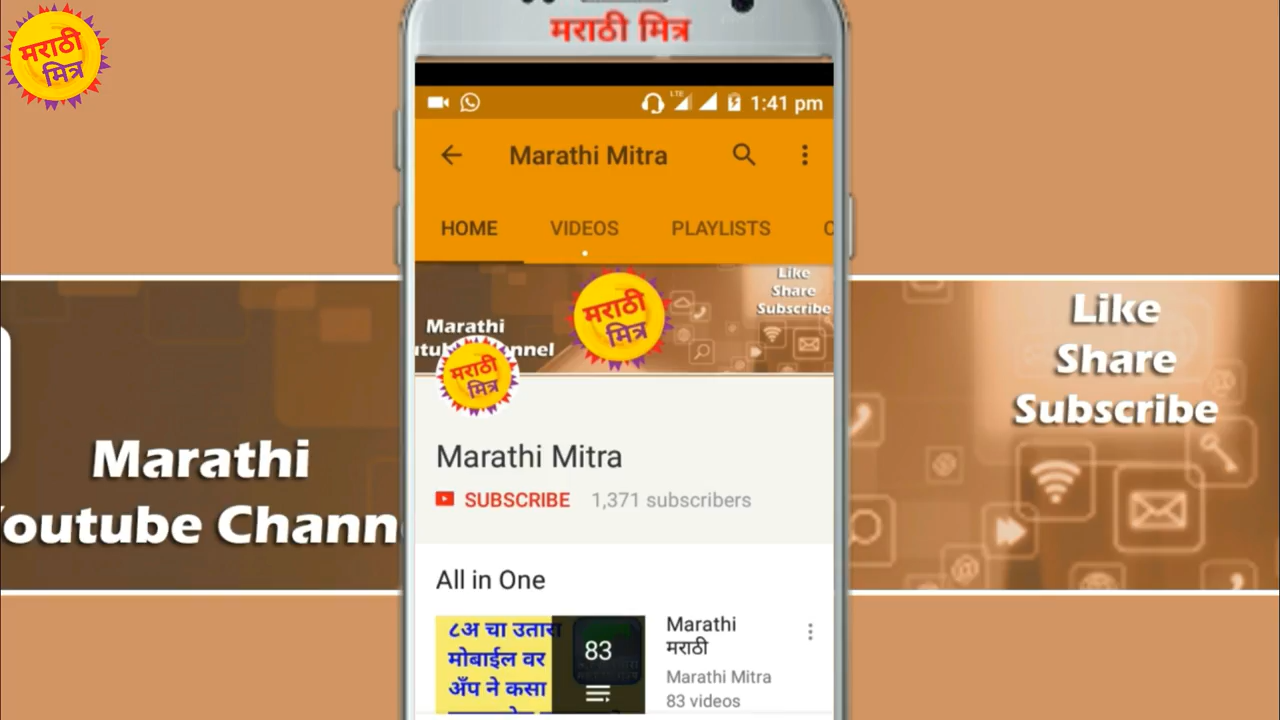 मराठी
मित्र
मराठी मित्र
LTE
1:41 pm
Marathi Mitra
HOME
VIDEOS
PLAYLISTS
Like
Share
Subscribe
मराठी
मित्र
Marathi
मराठी
मित्र
Marathi Mitra
SUBSCRIBE
1,371 subscribers
All in One
८अ चा उतारा
मोबाईल वर
अँप ने कसा
83
Marathi
मराठी
Marathi Mitra
83 videos
Marathi
Youtube Chann
Like
Share
Subscribe